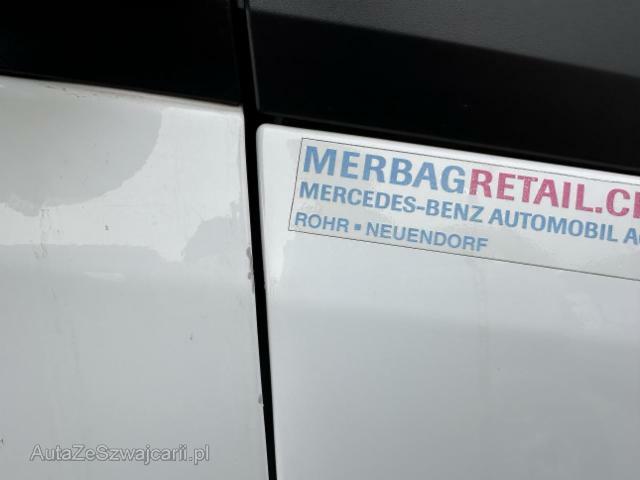 MERBAGRETAIL.C
MERCEDES-BENZ AUTOMOBIL A
ROHR ▪ NEUENDORF
AutaZeSzwajcarii.pl